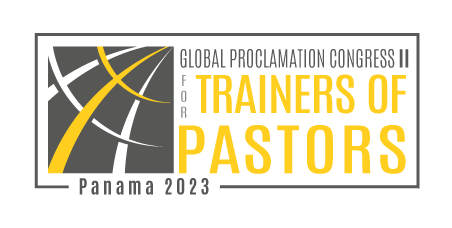 GLOBAL PROCLAMATION CONGRESS II
FOR
TRAINERS OF
PASTORS
Panama 2023